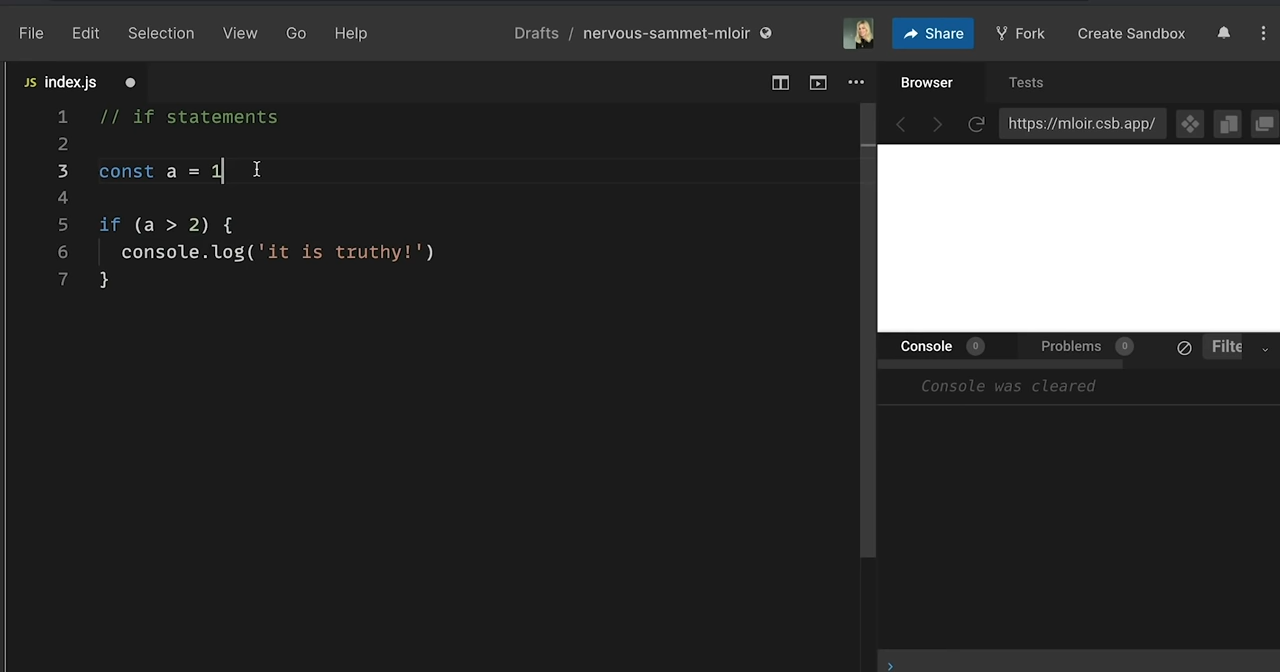 File Edit Selection View Go Help Drafts / nervous-sammet-mloir Share Fork Create Sandbox
JS index.js
Browser Tests
https://mloir.csb.app/
1 // if statements
2
3 const a = 1
4
5 if (a > 2) {
6 console.log('it is truthy!')
7 }
Console 0 Problems 0 Filte
Console was cleared